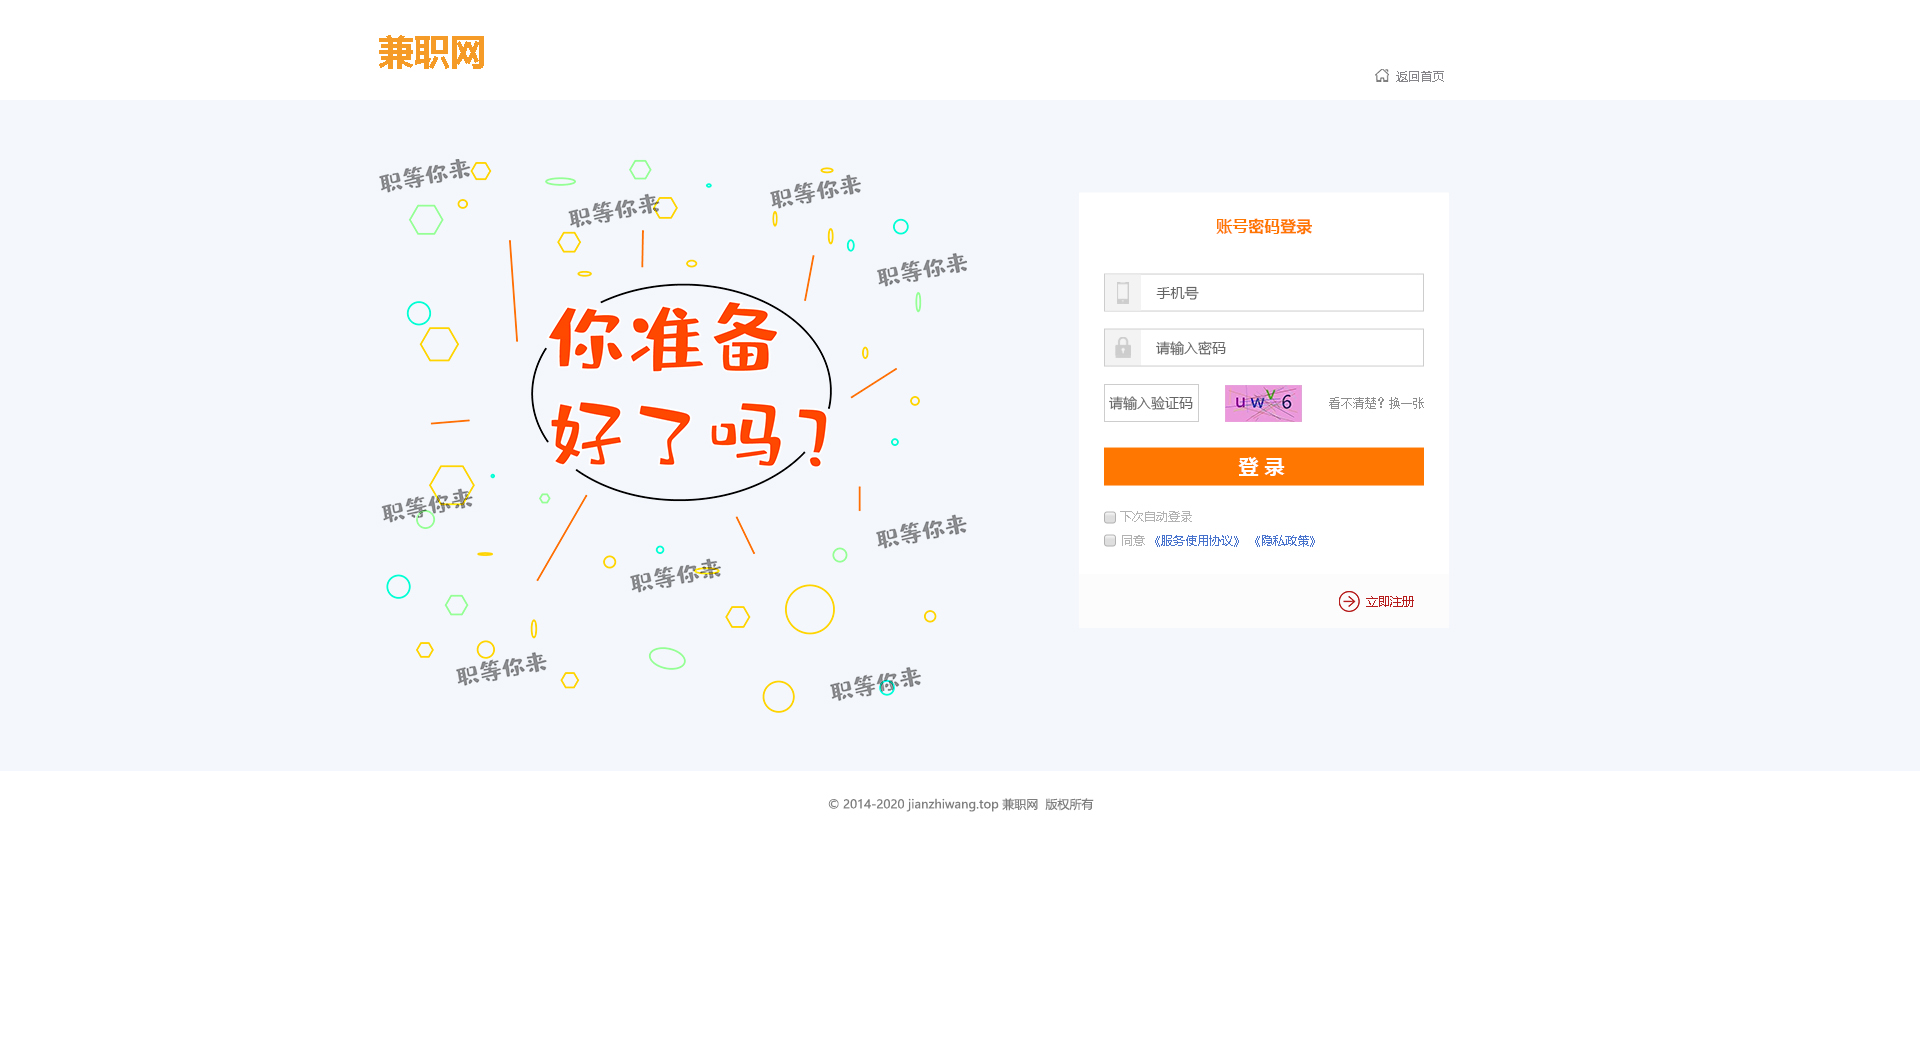 兼职网
返回首页
职等你来
职等你来
职等你来
职等你来
你准备
好了吗?
职等你来
职等你来
职等你来
职等你来
职等你来
账号密码登录
手机号
请输入密码
请输入验证码
uwv6
看不清楚？换一张
登 录
下次自动登录
同意 《服务使用协议》 《隐私政策》
立即注册
© 2014-2020 jianzhiwang.top 兼职网 版权所有